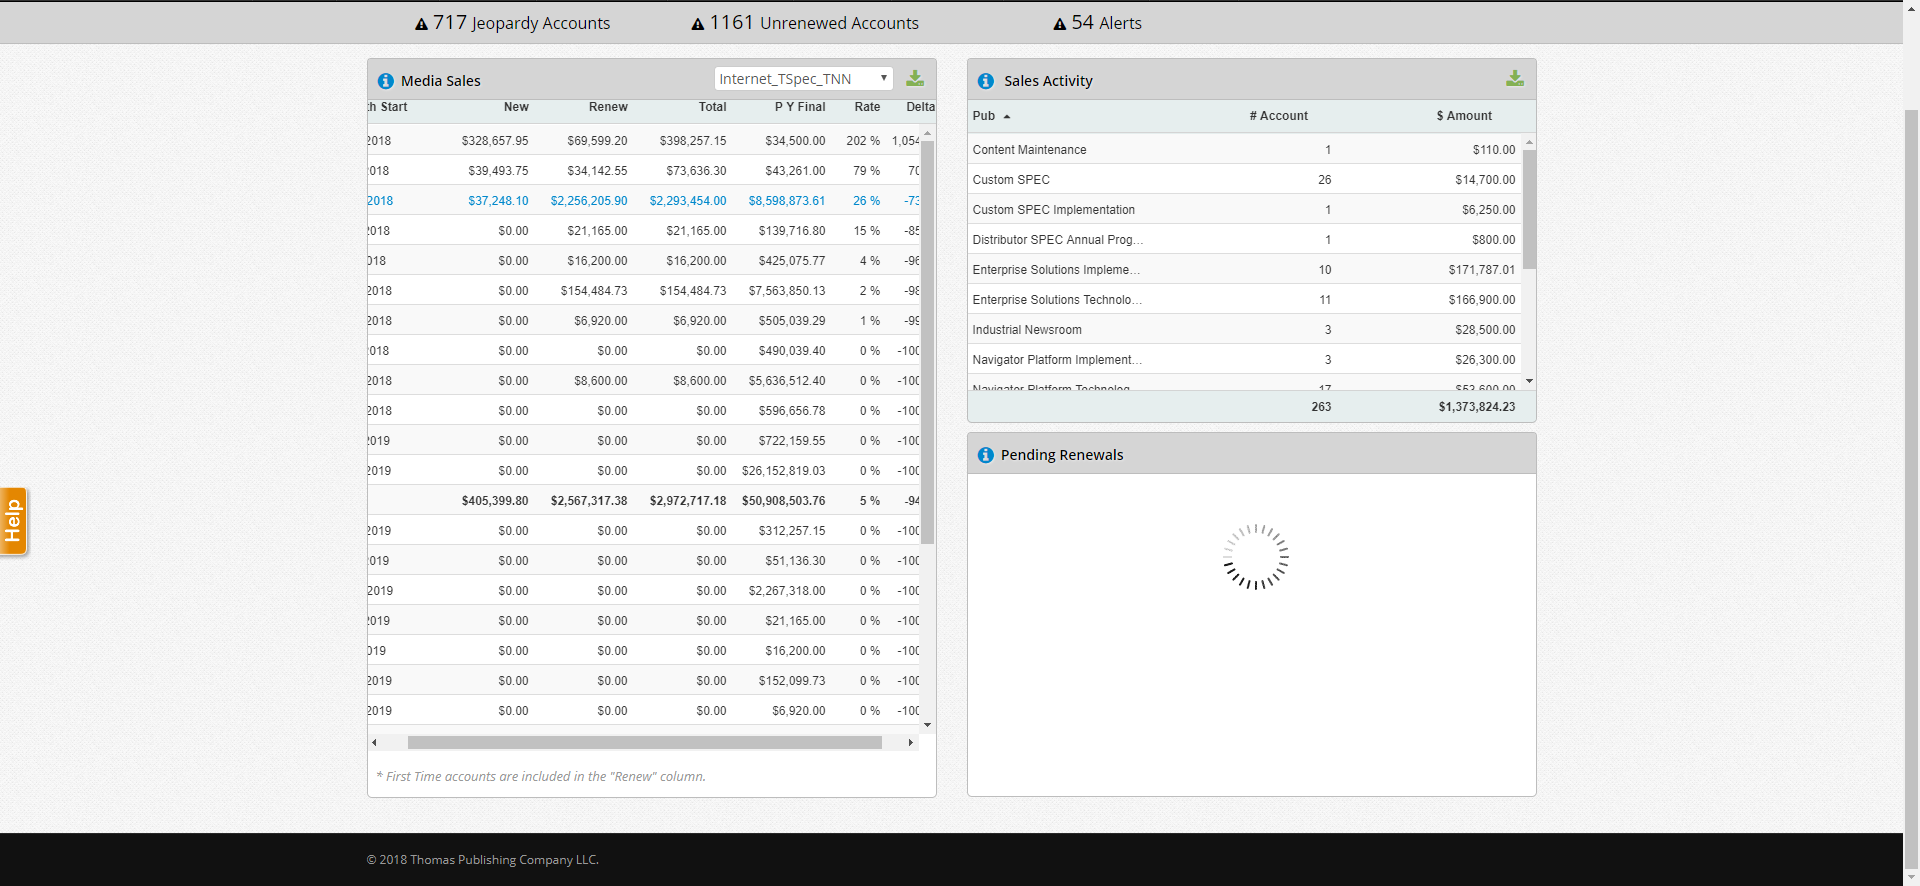 717 Jeopardy Accounts 1161 Unrenewed Accounts 54 Alerts
Media Sales Internet_TSpec_TNN
Start New Renew Total P Y Final Rate Delta
2018 $328,657.95 $69,599.20 $398,257.15 $34,500.00 202 % 1,054
018 $39,493.75 $34,142.55 $73,636.30 $43,261.00 79 % 70
2018 $37,248.10 $2,256,205.90 $2,293,454.00 $8,598,873.61 26 % -73
2018 $0.00 $21,165.00 $21,165.00 $139,716.80 15 % -85
018 $0.00 $16,200.00 $16,200.00 $425,075.77 4 % -96
2018 $0.00 $154,484.73 $154,484.73 $7,563,850.13 2 % -98
2018 $0.00 $6,920.00 $6,920.00 $505,039.29 1 % -99
2018 $0.00 $0.00 $0.00 $490,039.40 0 % -100
2018 $0.00 $8,600.00 $8,600.00 $5,636,512.40 0 % -100
2018 $0.00 $0.00 $0.00 $596,656.78 0 % -100
2019 $0.00 $0.00 $0.00 $722,159.55 0 % -100
2019 $0.00 $0.00 $0.00 $26,152,819.03 0 % -100
$405,399.80 $2,567,317.38 $2,972,717.18 $50,908,503.76 5 % -94
2019 $0.00 $0.00 $0.00 $312,257.15 0 % -100
2019 $0.00 $0.00 $0.00 $51,136.30 0 % -100
2019 $0.00 $0.00 $0.00 $2,267,318.00 0 % -100
2019 $0.00 $0.00 $0.00 $21,165.00 0 % -100
019 $0.00 $0.00 $0.00 $16,200.00 0 % -100
2019 $0.00 $0.00 $0.00 $152,099.73 0 % -100
2019 $0.00 $0.00 $0.00 $6,920.00 0 % -100
* First Time accounts are included in the "Renew" column.
Sales Activity
Pub # Account $ Amount
Content Maintenance 1 $110.00
Custom SPEC 26 $14,700.00
Custom SPEC Implementation 1 $6,250.00
Distributor SPEC Annual Prog... 1 $800.00
Enterprise Solutions Impleme... 10 $171,787.01
Enterprise Solutions Technolo... 11 $166,900.00
Industrial Newsroom 3 $28,500.00
Navigator Platform Implement... 3 $26,300.00
Navigator Platform Technolog 17 $53,600.00
263 $1,373,824.23
Pending Renewals
Help
© 2018 Thomas Publishing Company LLC.